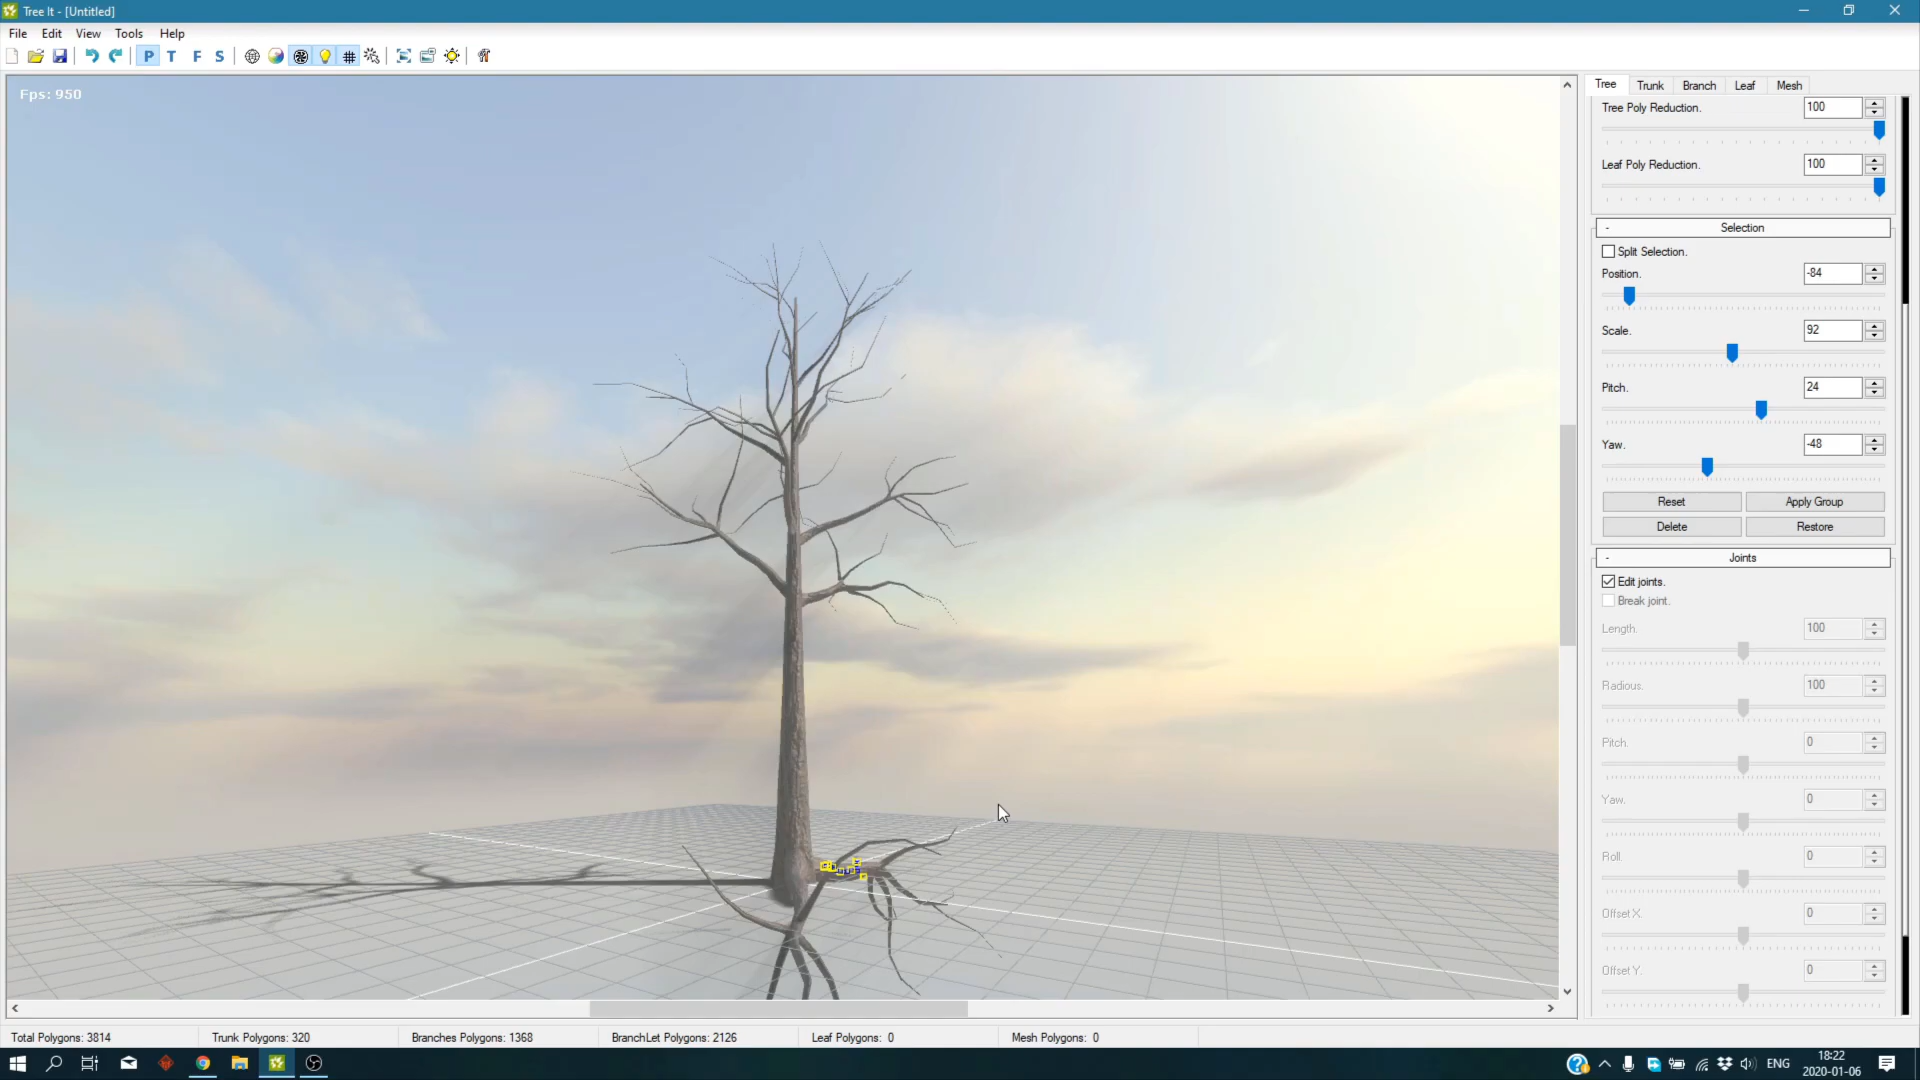 Tree It - [Untitled]
File Edit View Tools Help
P T F S
Fps: 950
Tree Trunk Branch Leaf Mesh
Tree Poly Reduction. 100
Leaf Poly Reduction. 100
- Selection
Split Selection.
Position. -84
Scale. 92
Pitch. 24
Yaw. -48
Reset Apply Group
Delete Restore
- Joints
Edit joints.
Break joint.
Length. 100
Radious. 100
Pitch. 0
Yaw. 0
Roll. 0
Offset X. 0
Offset Y. 0
Total Polygons: 3814 Trunk Polygons: 320 Branches Polygons: 1368 BranchLet Polygons: 2126 Leaf Polygons: 0 Mesh Polygons: 0
ENG 18:22
2020-01-06